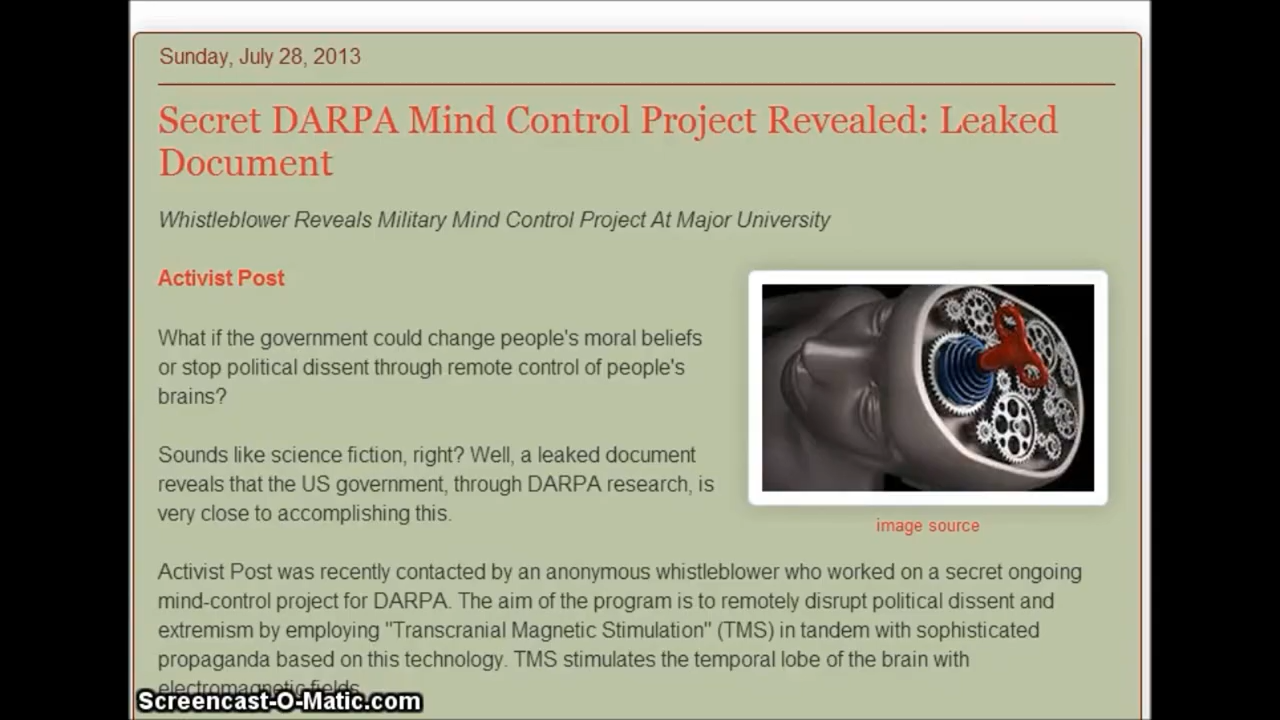 Sunday, July 28, 2013
Secret DARPA Mind Control Project Revealed: Leaked
Document
Whistleblower Reveals Military Mind Control Project At Major University
Activist Post
What if the government could change people's moral beliefs
or stop political dissent through remote control of people's
brains?
Sounds like science fiction, right? Well, a leaked document
reveals that the US government, through DARPA research, is
very close to accomplishing this.
image source
Activist Post was recently contacted by an anonymous whistleblower who worked on a secret ongoing
mind-control project for DARPA. The aim of the program is to remotely disrupt political dissent and
extremism by employing "Transcranial Magnetic Stimulation" (TMS) in tandem with sophisticated
propaganda based on this technology. TMS stimulates the temporal lobe of the brain with
electromagnetic fields.
Screencast-O-Matic.com